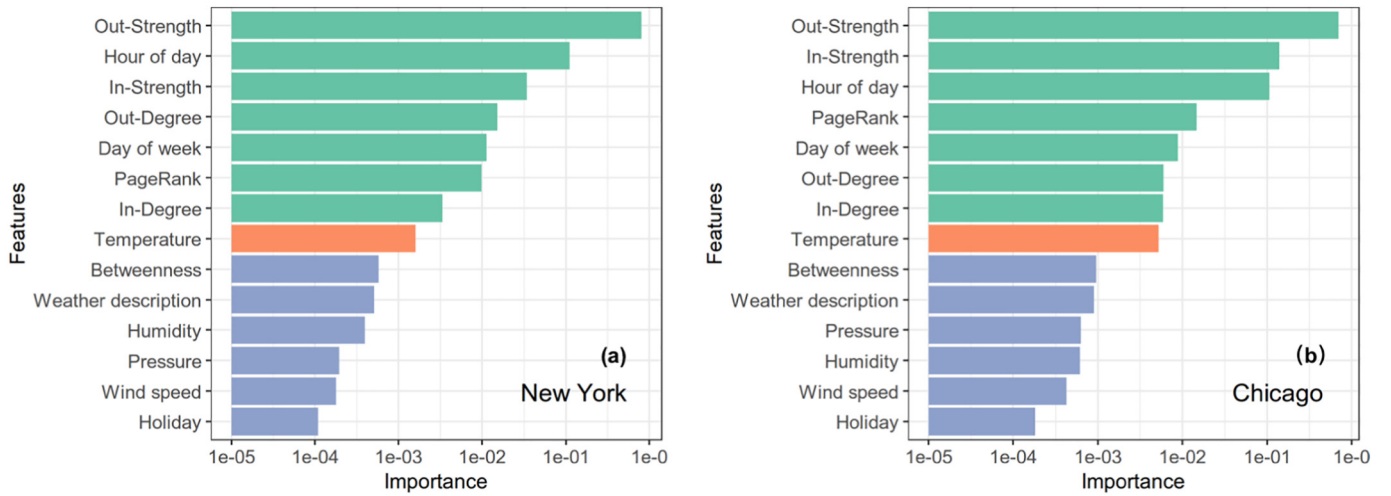 Features
Out-Strength
Hour of day
In-Strength
Out-Degree
Day of week
PageRank
In-Degree
Temperature
Betweenness
Weather description
Humidity
Pressure
Wind speed
Holiday
(a)
New York
1e-05 1e-04 1e-03 1e-02 1e-01 1e-0
Importance
Features
Out-Strength
In-Strength
Hour of day
PageRank
Day of week
Out-Degree
In-Degree
Temperature
Betweenness
Weather description
Pressure
Humidity
Wind speed
Holiday
(b)
Chicago
1e-05 1e-04 1e-03 1e-02 1e-01 1e-0
Importance